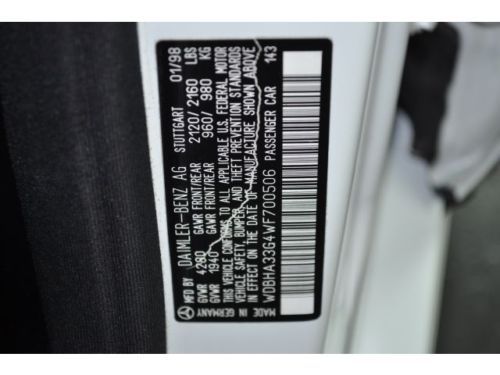 DAIMLER-BENZ AG STUTTGART 01/98
GVWR 4280 GAWR FRONT/REAR 2120/ 2160 LBS
GVWR 1940 GAWR FRONT/REAR 960/ 980 KG
THIS VEHICLE CONFORMS TO ALL APPLICABLE U.S. FEDERAL MOTOR
VEHICLE SAFETY, BUMPER, AND THEFT PREVENTION STANDARDS
IN EFFECT ON THE DATE OF MANUFACTURE SHOWN ABOVE
WDBHA33G4WF700506 PASSENGER CAR 143
MADE IN GERMANY